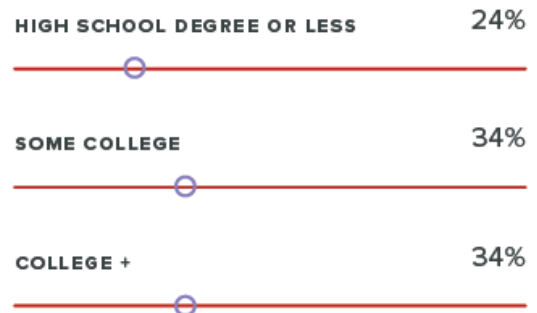 HIGH SCHOOL DEGREE OR LESS 24%
SOME COLLEGE 34%
COLLEGE + 34%